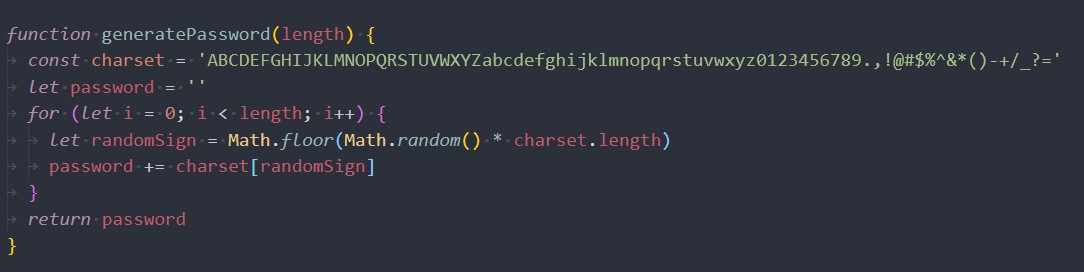 function generatePassword(length) {
const charset = 'ABCDEFGHIJKLMNOPQRSTUVWXYZabcdefghijklmnopqrstuvwxyz0123456789.,!@#$%^&*()-+/_?='
let password = ''
for (let i = 0; i < length; i++) {
let randomSign = Math.floor(Math.random() * charset.length)
password += charset[randomSign]
}
return password
}